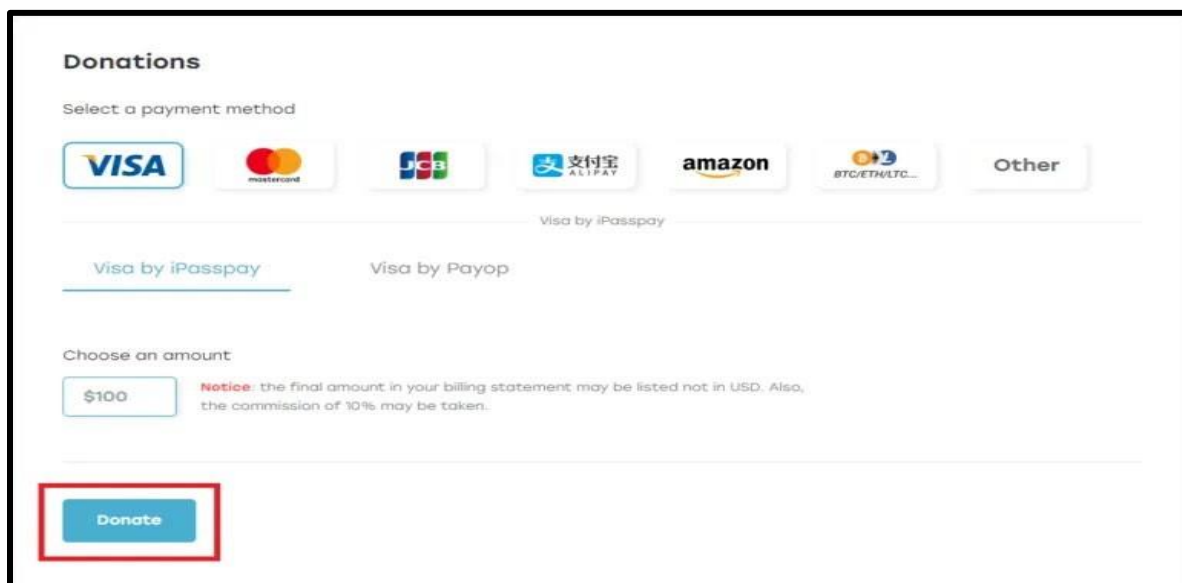 Donations
Select a payment method
VISA
mastercard
JCB
支 支付宝
ALIPAY
amazon
BTC/ETH/LTC...
Other
Visa by iPasspay
Visa by iPasspay
Visa by Payop
Choose an amount
$100
Notice: the final amount in your billing statement may be listed not in USD. Also,
the commission of 10% may be taken.
Donate